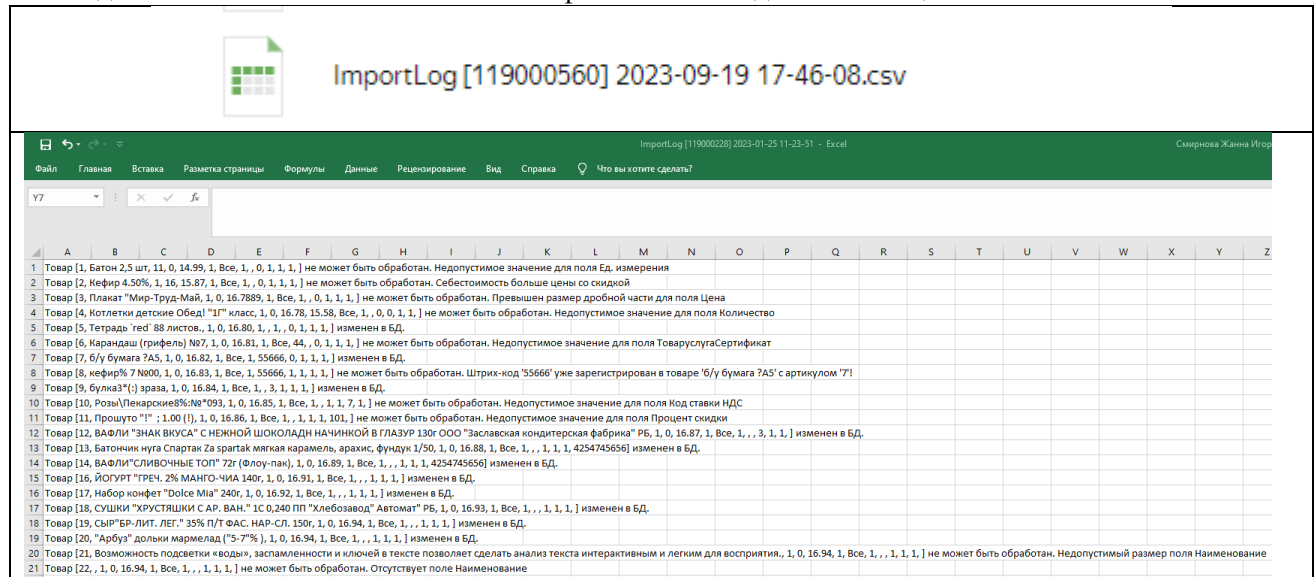 ImportLog [119000560] 2023-09-19 17-46-08.csv
ImportLog [119000228] 2023-01-25 11-23-51 - Excel
Смирнова Жанна Игор
Файл Главная Вставка Разметка страницы Формулы Данные Рецензирование Вид Справка Что вы хотите сделать?
Y7 fx
A B C D E F G H I J K L M N O P Q R S T U V W X Y Z
1 Товар [1, Батон 2,5 шт, 11, 0, 14.99, 1, Все, 1, , 0, 1, 1, 1, ] не может быть обработан. Недопустимое значение для поля Ед. измерения
2 Товар [2, Кефир 4.50%, 1, 16, 15.87, 1, Все, 1, , 0, 1, 1, 1, ] не может быть обработан. Себестоимость больше цены со скидкой
3 Товар [3, Плакат "Мир-Труд-Май, 1, 0, 16.7889, 1, Все, 1, , 0, 1, 1, 1, ] не может быть обработан. Превышен размер дробной части для поля Цена
4 Товар [4, Котлетки детские Обед! "1Г" класс, 1, 0, 16.78, 15.58, Все, 1, , 0, 0, 1, 1, ] не может быть обработан. Недопустимое значение для поля Количество
5 Товар [5, Тетрадь `red` 88 листов., 1, 0, 16.80, 1, , 1, , 0, 1, 1, 1, ] изменен в БД.
6 Товар [6, Карандаш (грифель) №7, 1, 0, 16.81, 1, Все, 44, , 0, 1, 1, 1, ] не может быть обработан. Недопустимое значение для поля ТоваруслугаСертификат
7 Товар [7, б/у бумага ?А5, 1, 0, 16.82, 1, Все, 1, 55666, 0, 1, 1, 1, ] изменен в БД.
8 Товар [8, кефир% 7 №00, 1, 0, 16.83, 1, Все, 1, 55666, 1, 1, 1, 1, ] не может быть обработан. Штрих-код '55666' уже зарегистрирован в товаре 'б/у бумага ?А5' с артикулом '7'!
9 Товар [9, булка3*(:) зраза, 1, 0, 16.84, 1, Все, 1, , 3, 1, 1, 1, ] изменен в БД.
10 Товар [10, Розы\Пекарские8%:№*093, 1, 0, 16.85, 1, Все, 1, , 1, 1, 7, 1, ] не может быть обработан. Недопустимое значение для поля Код ставки НДС
11 Товар [11, Прошуто "!" ; 1.00 (!), 1, 0, 16.86, 1, Все, 1, , 1, 1, 1, 101, ] не может быть обработан. Недопустимое значение для поля Процент скидки
12 Товар [12, ВАФЛИ "ЗНАК ВКУСА" С НЕЖНОЙ ШОКОЛАДН НАЧИНКОЙ В ГЛАЗУР 130г ООО "Заславская кондитерская фабрика" РБ, 1, 0, 16.87, 1, Все, 1, , , 3, 1, 1, ] изменен в БД.
13 Товар [13, Батончик нуга Спартак Za spartak мягкая карамель, арахис, фундук 1/50, 1, 0, 16.88, 1, Все, 1, , , 1, 1, 1, 4254745656] изменен в БД.
14 Товар [14, ВАФЛИ"СЛИВОЧНЫЕ ТОП" 72г (Флоу-пак), 1, 0, 16.89, 1, Все, 1, , , 1, 1, 1, 4254745656] изменен в БД.
15 Товар [16, ЙОГУРТ "ГРЕЧ. 2% МАНГО-ЧИА 140г, 1, 0, 16.91, 1, Все, 1, , , 1, 1, 1, ] изменен в БД.
16 Товар [17, Набор конфет "Dolce Mia" 240г, 1, 0, 16.92, 1, Все, 1, , , 1, 1, 1, ] изменен в БД.
17 Товар [18, СУШКИ "ХРУСТЯШКИ С АР. ВАН." 1С 0,240 ПП "Хлебозавод" Автомат" РБ, 1, 0, 16.93, 1, Все, 1, , , 1, 1, 1, ] изменен в БД.
18 Товар [19, СЫР"БР-ЛИТ. ЛЕГ." 35% П/Т ФАС. НАР-СЛ. 150г, 1, 0, 16.94, 1, Все, 1, , , 1, 1, 1, ] изменен в БД.
19 Товар [20, "Арбуз" дольки мармелад ("5-7"% ), 1, 0, 16.94, 1, Все, 1, , , 1, 1, 1, ] изменен в БД.
20 Товар [21, Возможность подсветки «воды», заспамленности и ключей в тексте позволяет сделать анализ текста интерактивным и легким для восприятия., 1, 0, 16.94, 1, Все, 1, , , 1, 1, 1, ] не может быть обработан. Недопустимый размер поля Наименование
21 Товар [22, , 1, 0, 16.94, 1, Все, 1, , , 1, 1, 1, ] не может быть обработан. Отсутствует поле Наименование